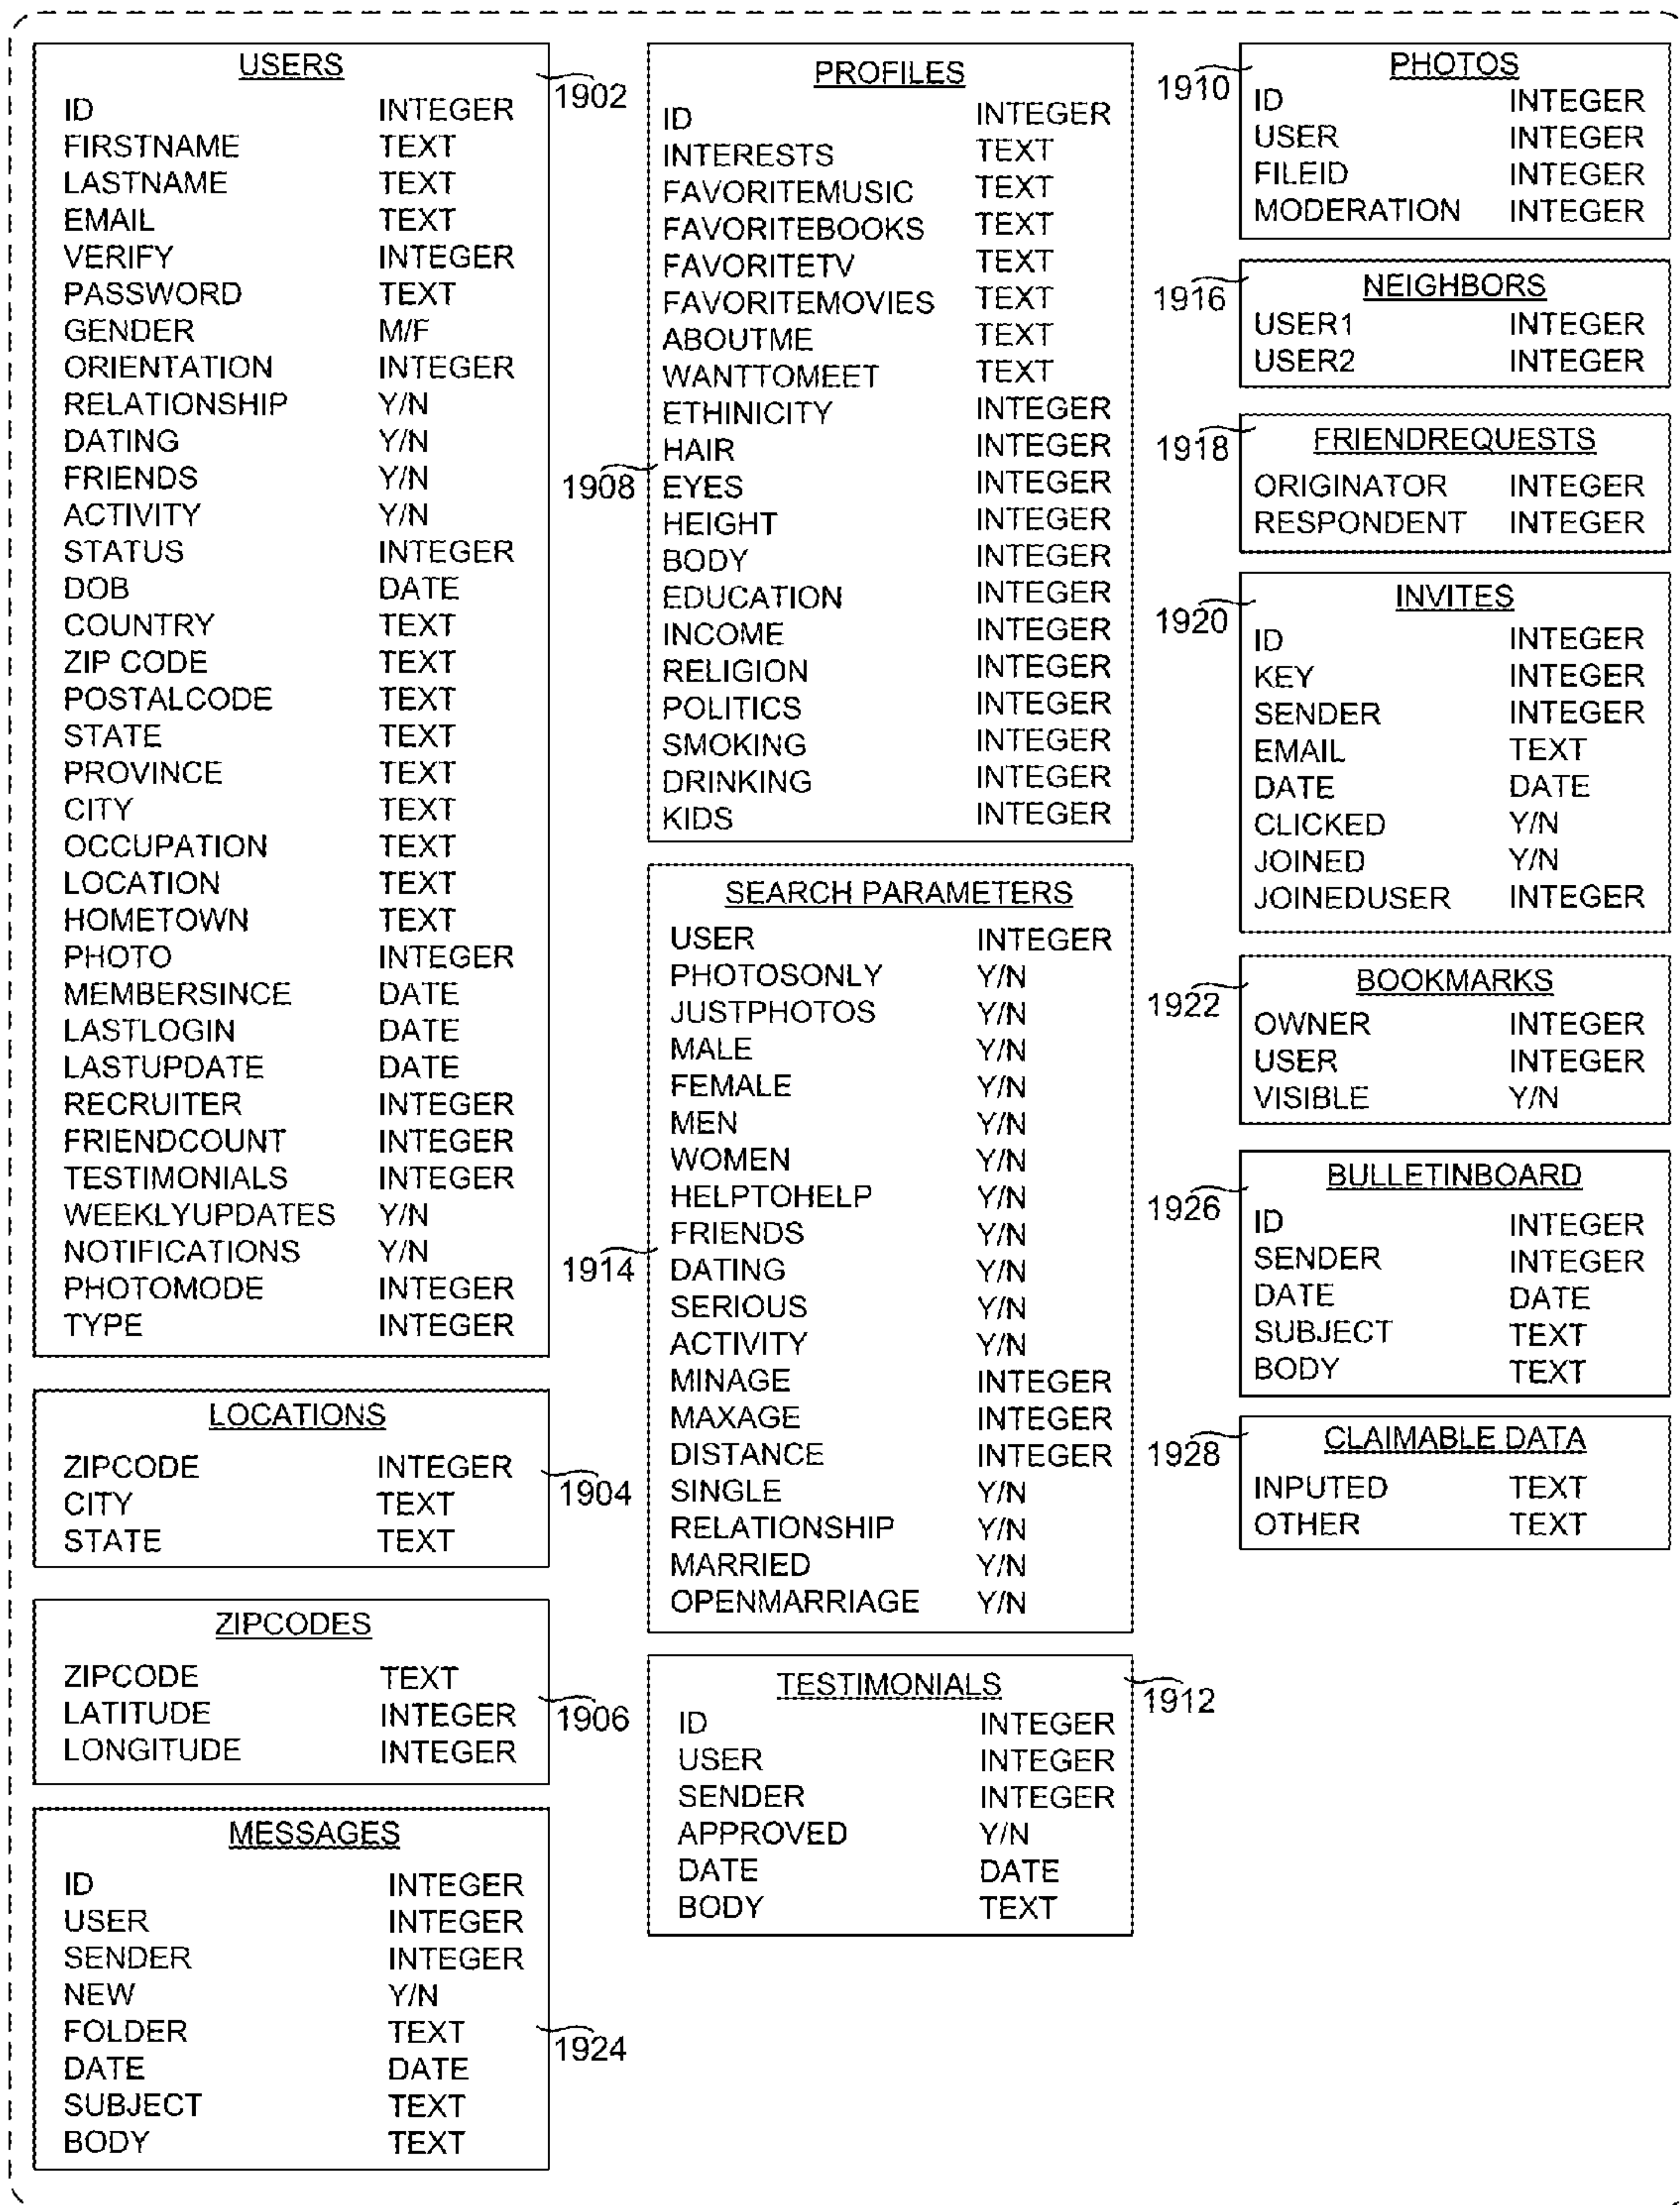 USERS
1902
ID INTEGER
FIRSTNAME TEXT
LASTNAME TEXT
EMAIL TEXT
VERIFY INTEGER
PASSWORD TEXT
GENDER M/F
ORIENTATION INTEGER
RELATIONSHIP Y/N
DATING Y/N
FRIENDS Y/N
ACTIVITY Y/N
STATUS INTEGER
DOB DATE
COUNTRY TEXT
ZIP CODE TEXT
POSTALCODE TEXT
STATE TEXT
PROVINCE TEXT
CITY TEXT
OCCUPATION TEXT
LOCATION TEXT
HOMETOWN TEXT
PHOTO INTEGER
MEMBERSINCE DATE
LASTLOGIN DATE
LASTUPDATE DATE
RECRUITER INTEGER
FRIENDCOUNT INTEGER
TESTIMONIALS INTEGER
WEEKLYUPDATES Y/N
NOTIFICATIONS Y/N
PHOTOMODE INTEGER
TYPE INTEGER
LOCATIONS
ZIPCODE INTEGER
1904
CITY TEXT
STATE TEXT
ZIPCODES
ZIPCODE TEXT
LATITUDE INTEGER
1906
LONGITUDE INTEGER
MESSAGES
ID INTEGER
USER INTEGER
SENDER INTEGER
NEW Y/N
FOLDER TEXT
1924
DATE DATE
SUBJECT TEXT
BODY TEXT
PROFILES
ID INTEGER
INTERESTS TEXT
FAVORITEMUSIC TEXT
FAVORITEBOOKS TEXT
FAVORITETV TEXT
FAVORITEMOVIES TEXT
ABOUTME TEXT
WANTTOMEET TEXT
ETHINICITY INTEGER
HAIR INTEGER
1908
EYES INTEGER
HEIGHT INTEGER
BODY INTEGER
EDUCATION INTEGER
INCOME INTEGER
RELIGION INTEGER
POLITICS INTEGER
SMOKING INTEGER
DRINKING INTEGER
KIDS INTEGER
SEARCH PARAMETERS
USER INTEGER
PHOTOSONLY Y/N
JUSTPHOTOS Y/N
MALE Y/N
FEMALE Y/N
MEN Y/N
WOMEN Y/N
HELPTOHELP Y/N
FRIENDS Y/N
1914
DATING Y/N
SERIOUS Y/N
ACTIVITY Y/N
MINAGE INTEGER
MAXAGE INTEGER
DISTANCE INTEGER
SINGLE Y/N
RELATIONSHIP Y/N
MARRIED Y/N
OPENMARRIAGE Y/N
TESTIMONIALS
1912
ID INTEGER
USER INTEGER
SENDER INTEGER
APPROVED Y/N
DATE DATE
BODY TEXT
PHOTOS
1910
ID INTEGER
USER INTEGER
FILEID INTEGER
MODERATION INTEGER
NEIGHBORS
1916
USER1 INTEGER
USER2 INTEGER
FRIENDREQUESTS
1918
ORIGINATOR INTEGER
RESPONDENT INTEGER
INVITES
1920
ID INTEGER
KEY INTEGER
SENDER INTEGER
EMAIL TEXT
DATE DATE
CLICKED Y/N
JOINED Y/N
JOINEDUSER INTEGER
BOOKMARKS
1922
OWNER INTEGER
USER INTEGER
VISIBLE Y/N
BULLETINBOARD
1926
ID INTEGER
SENDER INTEGER
DATE DATE
SUBJECT TEXT
BODY TEXT
CLAIMABLE DATA
1928
INPUTED TEXT
OTHER TEXT